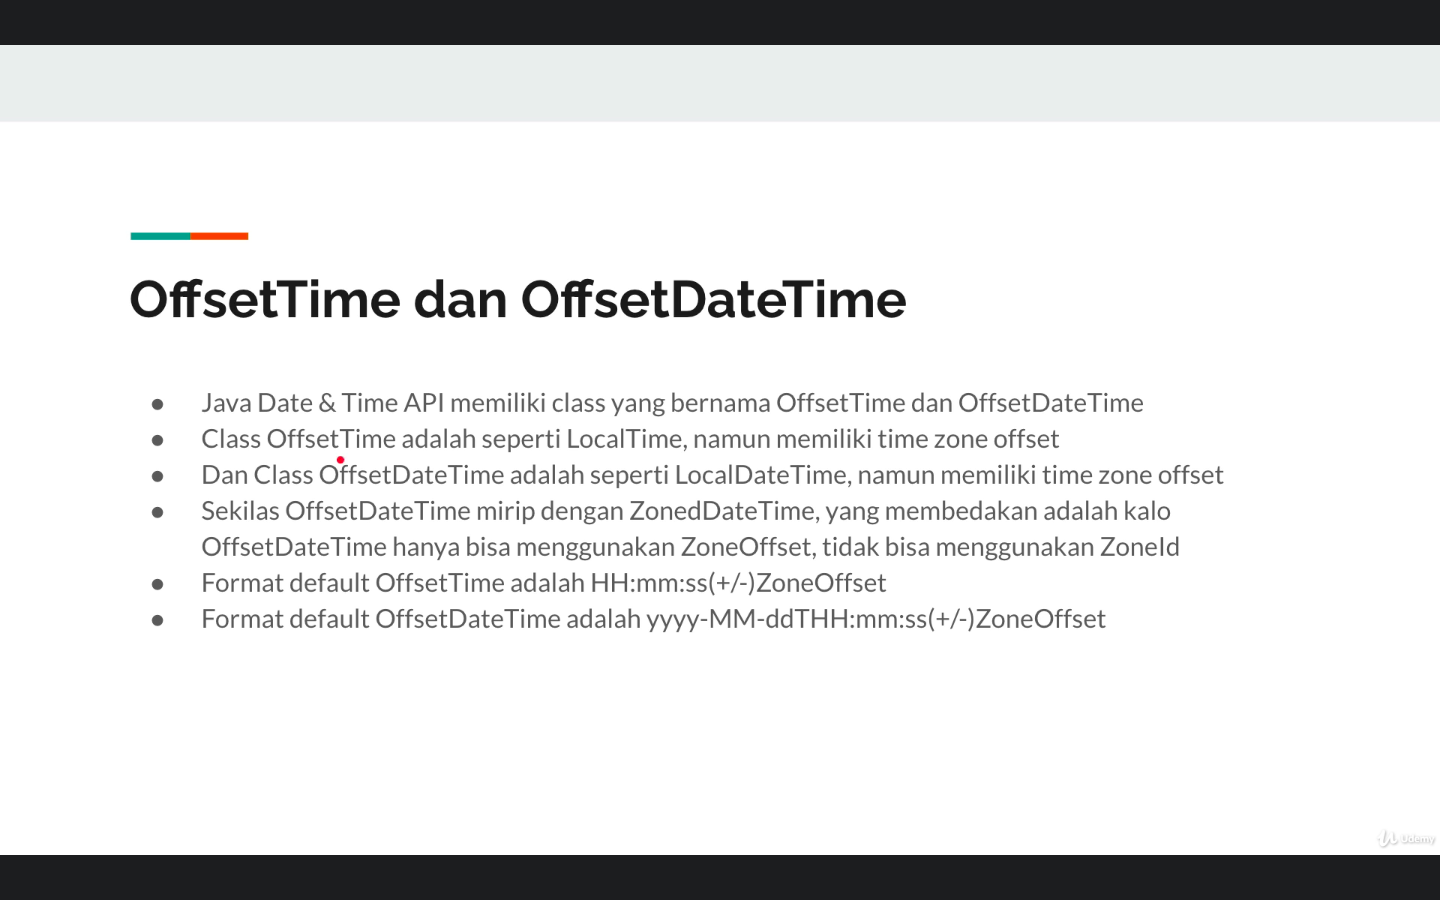 OffsetTime dan OffsetDateTime
● Java Date & Time API memiliki class yang bernama OffsetTime dan OffsetDateTime
● Class OffsetTime adalah seperti LocalTime, namun memiliki time zone offset
● Dan Class OffsetDateTime adalah seperti LocalDateTime, namun memiliki time zone offset
● Sekilas OffsetDateTime mirip dengan ZonedDateTime, yang membedakan adalah kalo
OffsetDateTime hanya bisa menggunakan ZoneOffset, tidak bisa menggunakan ZoneId
● Format default OffsetTime adalah HH:mm:ss(+/-)ZoneOffset
● Format default OffsetDateTime adalah yyyy-MM-ddTHH:mm:ss(+/-)ZoneOffset
Udemy